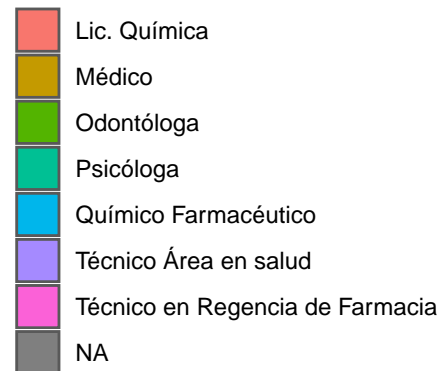 Lic. Química
Médico
Odontóloga
Psicóloga
Químico Farmacéutico
Técnico Área en salud
Técnico en Regencia de Farmacia
NA